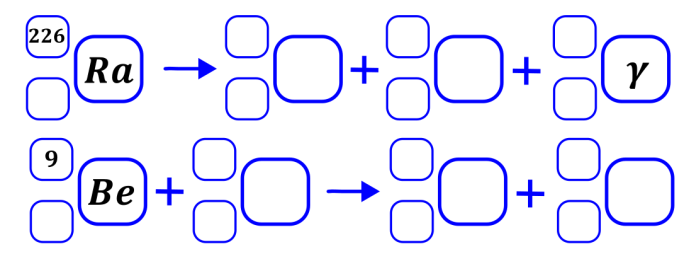 226 Ra → + + γ
9 Be + → +